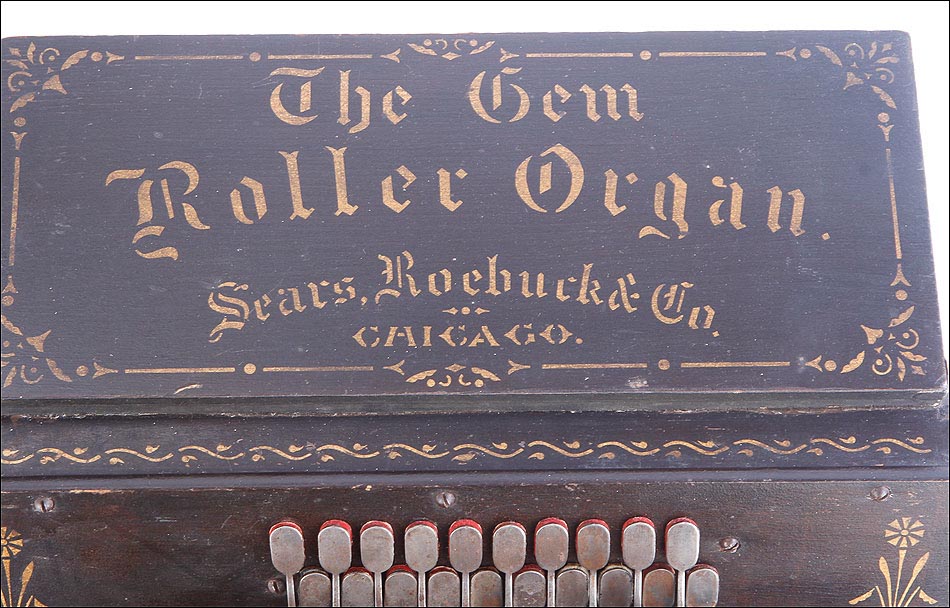 The Gem
Roller Organ.
Sears, Roebuck & Co.
CHICAGO.